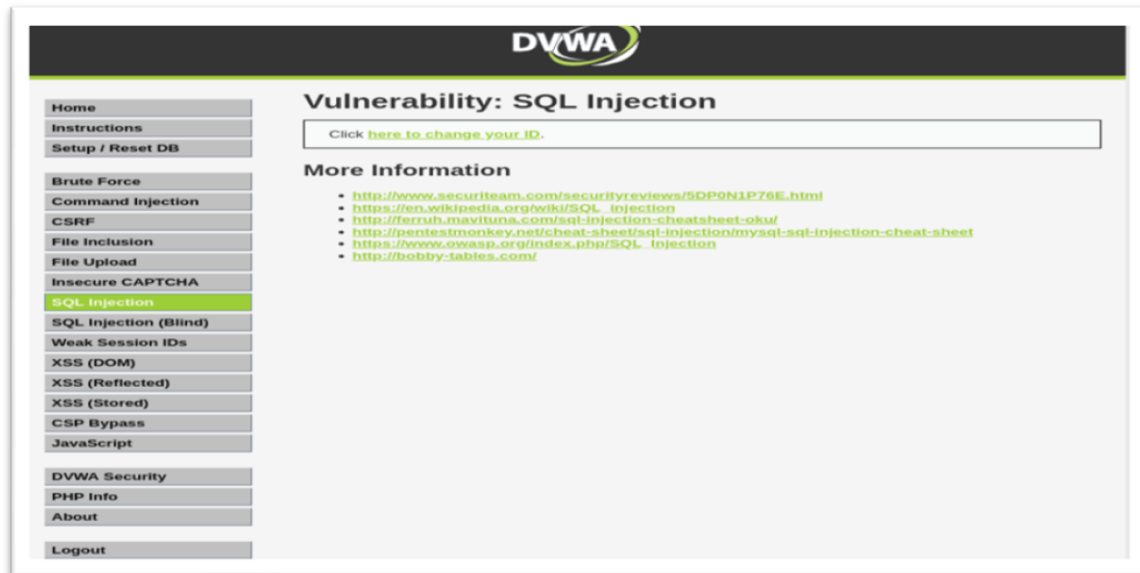 DVWA
Home
Instructions
Setup / Reset DB
Brute Force
Command Injection
CSRF
File Inclusion
File Upload
Insecure CAPTCHA
SQL Injection
SQL Injection (Blind)
Weak Session IDs
XSS (DOM)
XSS (Reflected)
XSS (Stored)
CSP Bypass
JavaScript
DVWA Security
PHP Info
About
Logout
Vulnerability: SQL Injection
Click here to change your ID.
More Information
http://www.securiteam.com/securityreviews/5DP0N1P76E.html
https://en.wikipedia.org/wiki/SQL_injection
http://ferruh.mavituna.com/sql-injection-cheatsheet-oku/
http://pentestmonkey.net/cheat-sheet/sql-injection/mysql-sql-injection-cheat-sheet
https://www.owasp.org/index.php/SQL_Injection
http://bobby-tables.com/